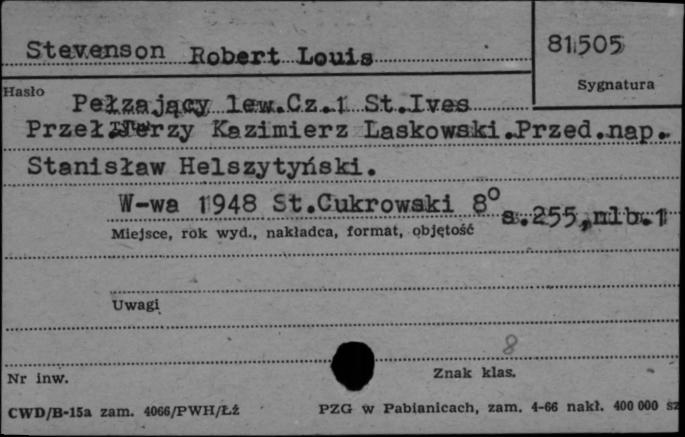 Stevenson Robert Louis
81505
Hasło
Sygnatura
Pełzający lew.Cz.1 St.Ives
Przeł. Jerzy Kazimierz Laskowski.Przed.nap.
Stanisław Helszytyński.
W-wa 1948 St.Cukrowski 8° s.255,nlb.1
Miejsce, rok wyd., nakładca, format, objętość
Uwagi
8
Nr inw.
Znak klas.
CWD/B-15a zam. 4066/PWH/Łź
PZG w Pabianicach, zam. 4-66 nakł. 400 000 sz